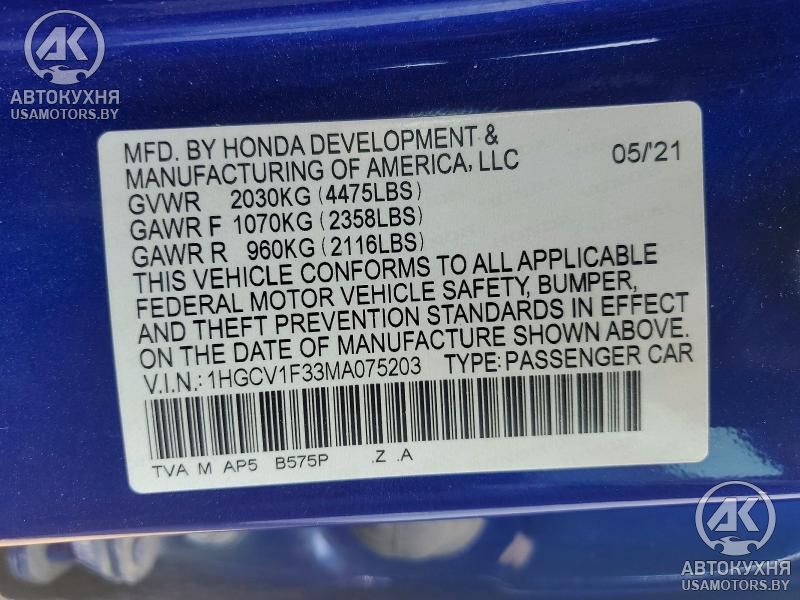 AK
АВТОКУХНЯ
USAMOTORS.BY
MFD. BY HONDA DEVELOPMENT &
MANUFACTURING OF AMERICA, LLC 05/'21
GVWR 2030KG (4475LBS)
GAWR F 1070KG (2358LBS)
GAWR R 960KG (2116LBS)
THIS VEHICLE CONFORMS TO ALL APPLICABLE
FEDERAL MOTOR VEHICLE SAFETY, BUMPER,
AND THEFT PREVENTION STANDARDS IN EFFECT
ON THE DATE OF MANUFACTURE SHOWN ABOVE.
V.I.N.: 1HGCV1F33MA075203 TYPE: PASSENGER CAR
TVA M AP5 B575P .Z .A
AK
АВТОКУХНЯ
USAMOTORS.BY